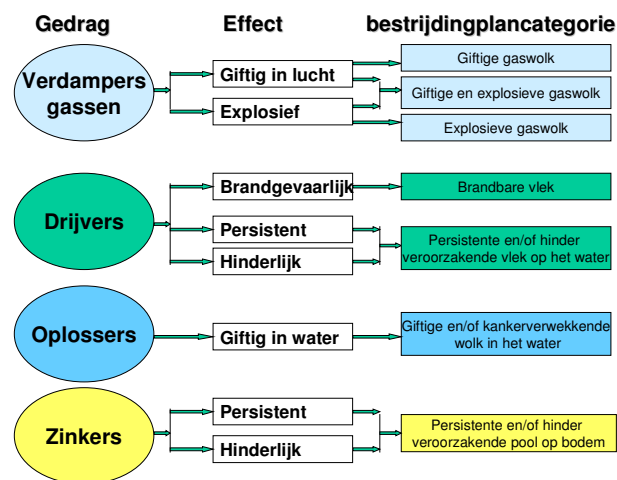 Gedrag Effect bestrijdingplancategorie
Verdampers
gassen
Giftig in lucht
Explosief
Giftige gaswolk
Giftige en explosieve gaswolk
Explosieve gaswolk
Drijvers
Brandgevaarlijk
Persistent
Hinderlijk
Brandbare vlek
Persistente en/of hinder
veroorzakende vlek op het water
Oplossers
Giftig in water
Giftige en/of kankerverwekkende
wolk in het water
Zinkers
Persistent
Hinderlijk
Persistente en/of hinder
veroorzakende pool op bodem